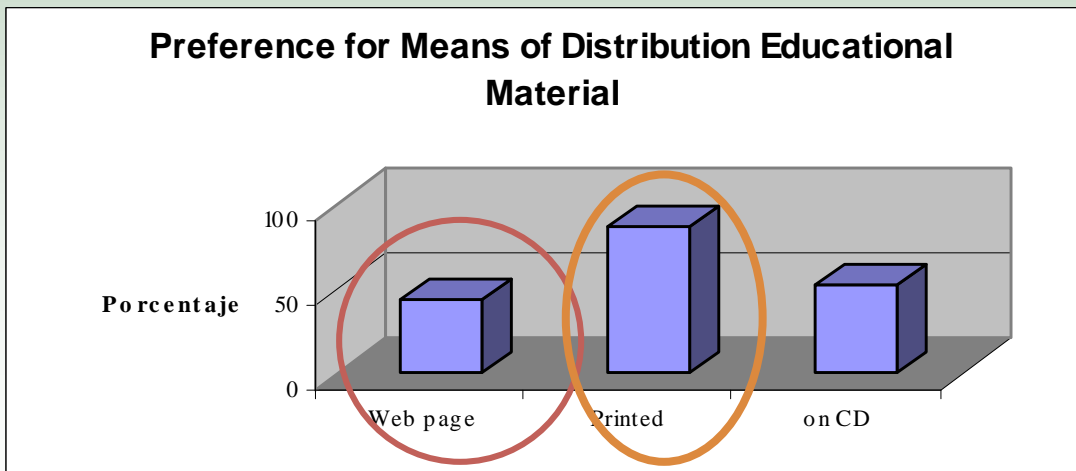 Preference for Means of Distribution Educational
Material
100
50
0
Porcentaje
Web page
Printed
on CD